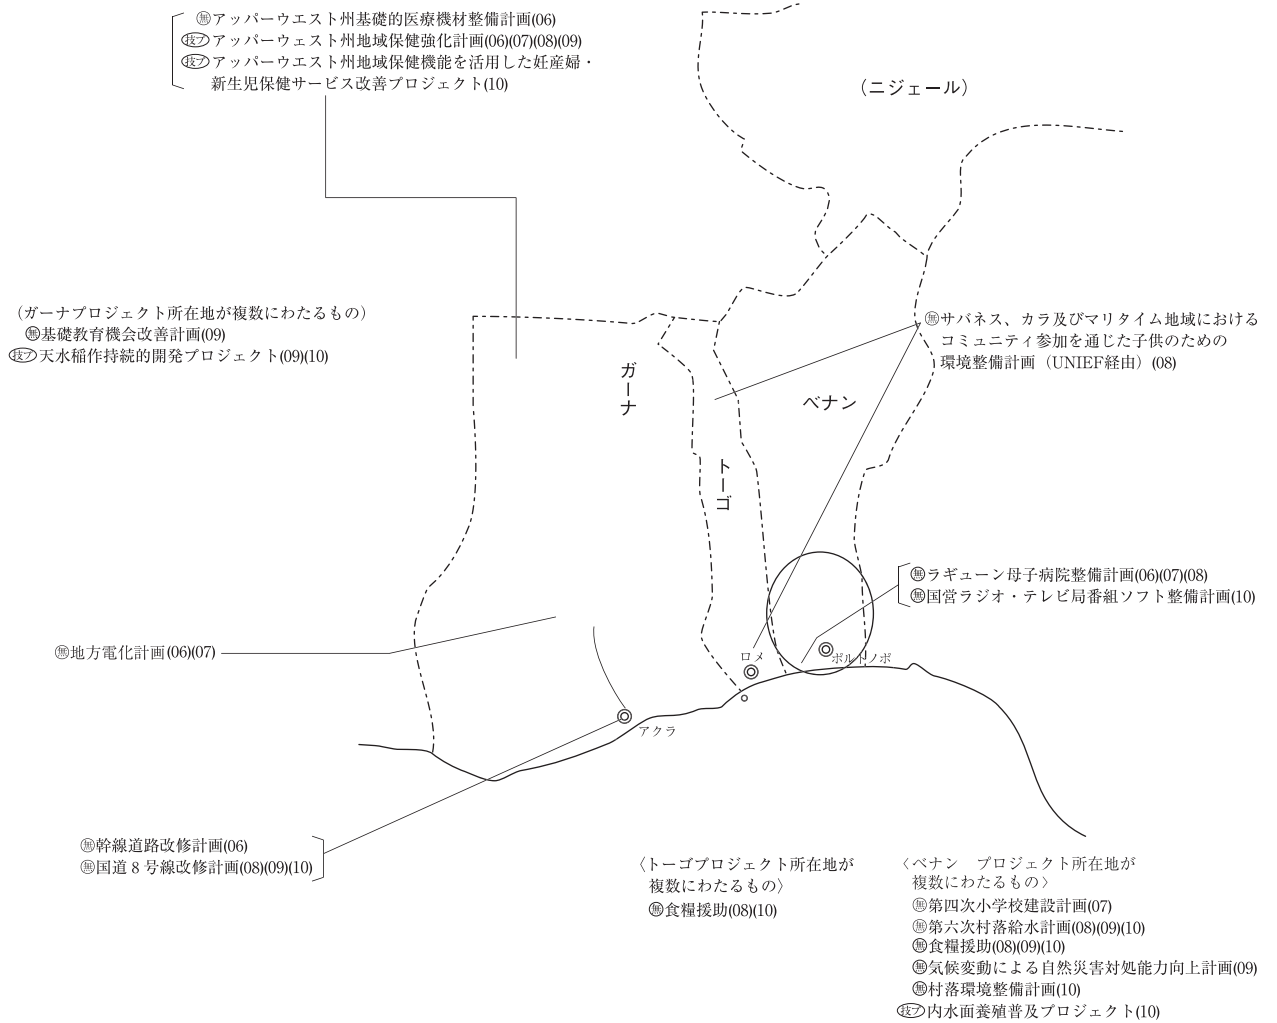 ㊅アッパーウエスト州基礎的医療機材整備計画(06)
技プ アッパーウェスト州地域保健強化計画(06)(07)(08)(09)
技プ アッパーウエスト州地域保健機能を活用した妊産婦・
新生児保健サービス改善プロジェクト(10)
（ニジェール）
（ガーナプロジェクト所在地が複数にわたるもの）
無基礎教育機会改善計画(09)
技プ 天水稲作持続的開発プロジェクト(09)(10)
無サバネス、カラ及びマリタイム地域における
コミュニティ参加を通じた子供のための
環境整備計画（UNIEF経由）(08)
ガーナ
ベナン
トーゴ
無ラギューン母子病院整備計画(06)(07)(08)
無国営ラジオ・テレビ局番組ソフト整備計画(10)
無地方電化計画(06)(07)
ロメ
ポルトノボ
アクラ
無幹線道路改修計画(06)
無国道8号線改修計画(08)(09)(10)
〈トーゴプロジェクト所在地が
複数にわたるもの〉
無食糧援助(08)(10)
〈ベナン　プロジェクト所在地が
複数にわたるもの〉
無第四次小学校建設計画(07)
無第六次村落給水計画(08)(09)(10)
無食糧援助(08)(09)(10)
無気候変動による自然災害対処能力向上計画(09)
無村落環境整備計画(10)
技プ 内水面養殖普及プロジェクト(10)